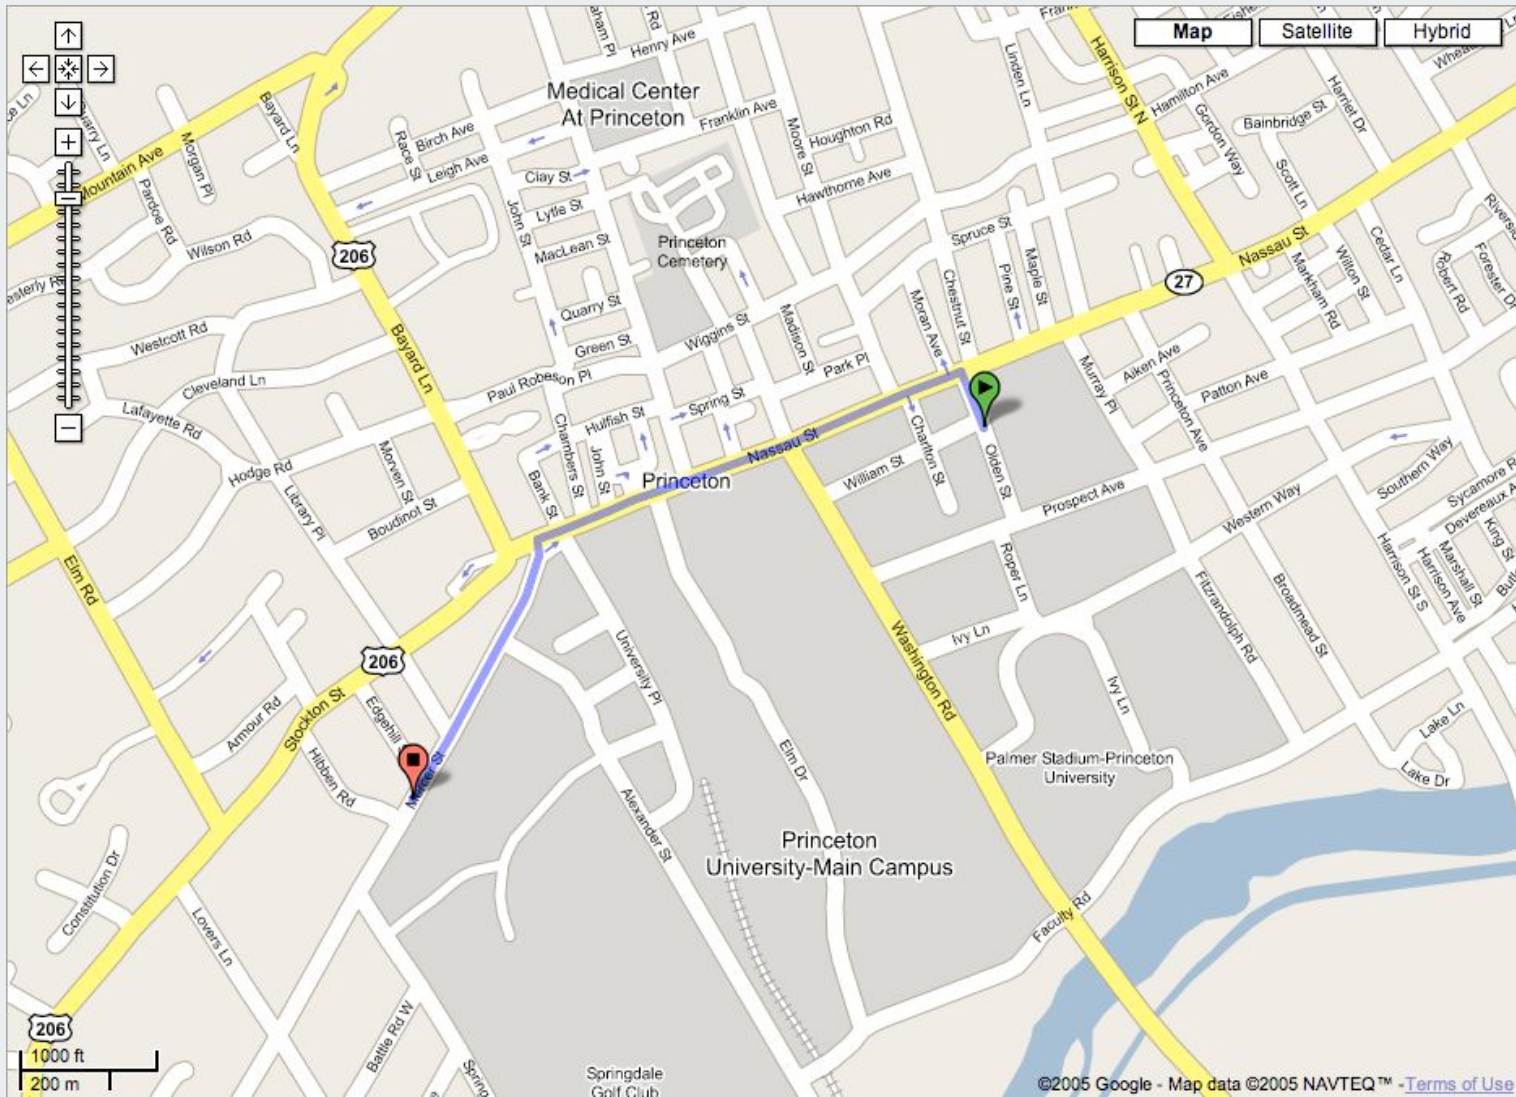 Map
Satellite
Hybrid
Henry Ave
Medical Center
At Princeton
Franklin Ave
Linden Ln
Harrison St N
Hamilton Ave
Gordon Way
Bainbridge St
Harriet Dr
Scott Ln
Bayard Ln
Mountain Ave
Morgan Pl
Pardoe Rd
Wilson Rd
Race St
Birch Ave
Leigh Ave
Clay St
Lytle St
MacLean St
John St
Moore St
Houghton Rd
Hawthorne Ave
Princeton
Cemetery
206
Quarry St
Green St
Wiggins St
Madison St
Park Pl
Spruce St
Pine St
Maple St
Chestnut St
Moran Ave
27
Nassau St
Markham Rd
Wilton St
Cedar Ln
Robert Rd
Forester Dr
Westcott Rd
Cleveland Ln
Lafayette Rd
Bayard Ln
Paul Robeson Pl
Hulfish St
Spring St
Chambers St
John St
Bank St
Nassau St
Princeton
Hodge Rd
Morven St
Library Pl
Boudinot St
Elm Rd
William St
Charlton St
Olden St
Murray Pl
Aiken Ave
Princeton Ave
Patton Ave
Prospect Ave
Western Way
Southern Way
Sycamore R
Devereaux A
King St
Marshall St
Harrison Ave
Harrison St S
Broadmead St
Fitzrandolph Rd
Roper Ln
Ivy Ln
Ivy Ln
Washington Rd
University Pl
206
Stockton St
Armour Rd
Edgehill S
Hibben Rd
Mercer St
Elm Dr
Alexander St
Palmer Stadium-Princeton
University
Lake Ln
Lake Dr
Princeton
University-Main Campus
Faculty Rd
Constitution Dr
Lovers Ln
Battle Rd W
Spring
206
1000 ft
200 m
Springdale
Golf Club
©2005 Google - Map data ©2005 NAVTEQ™ - Terms of Use